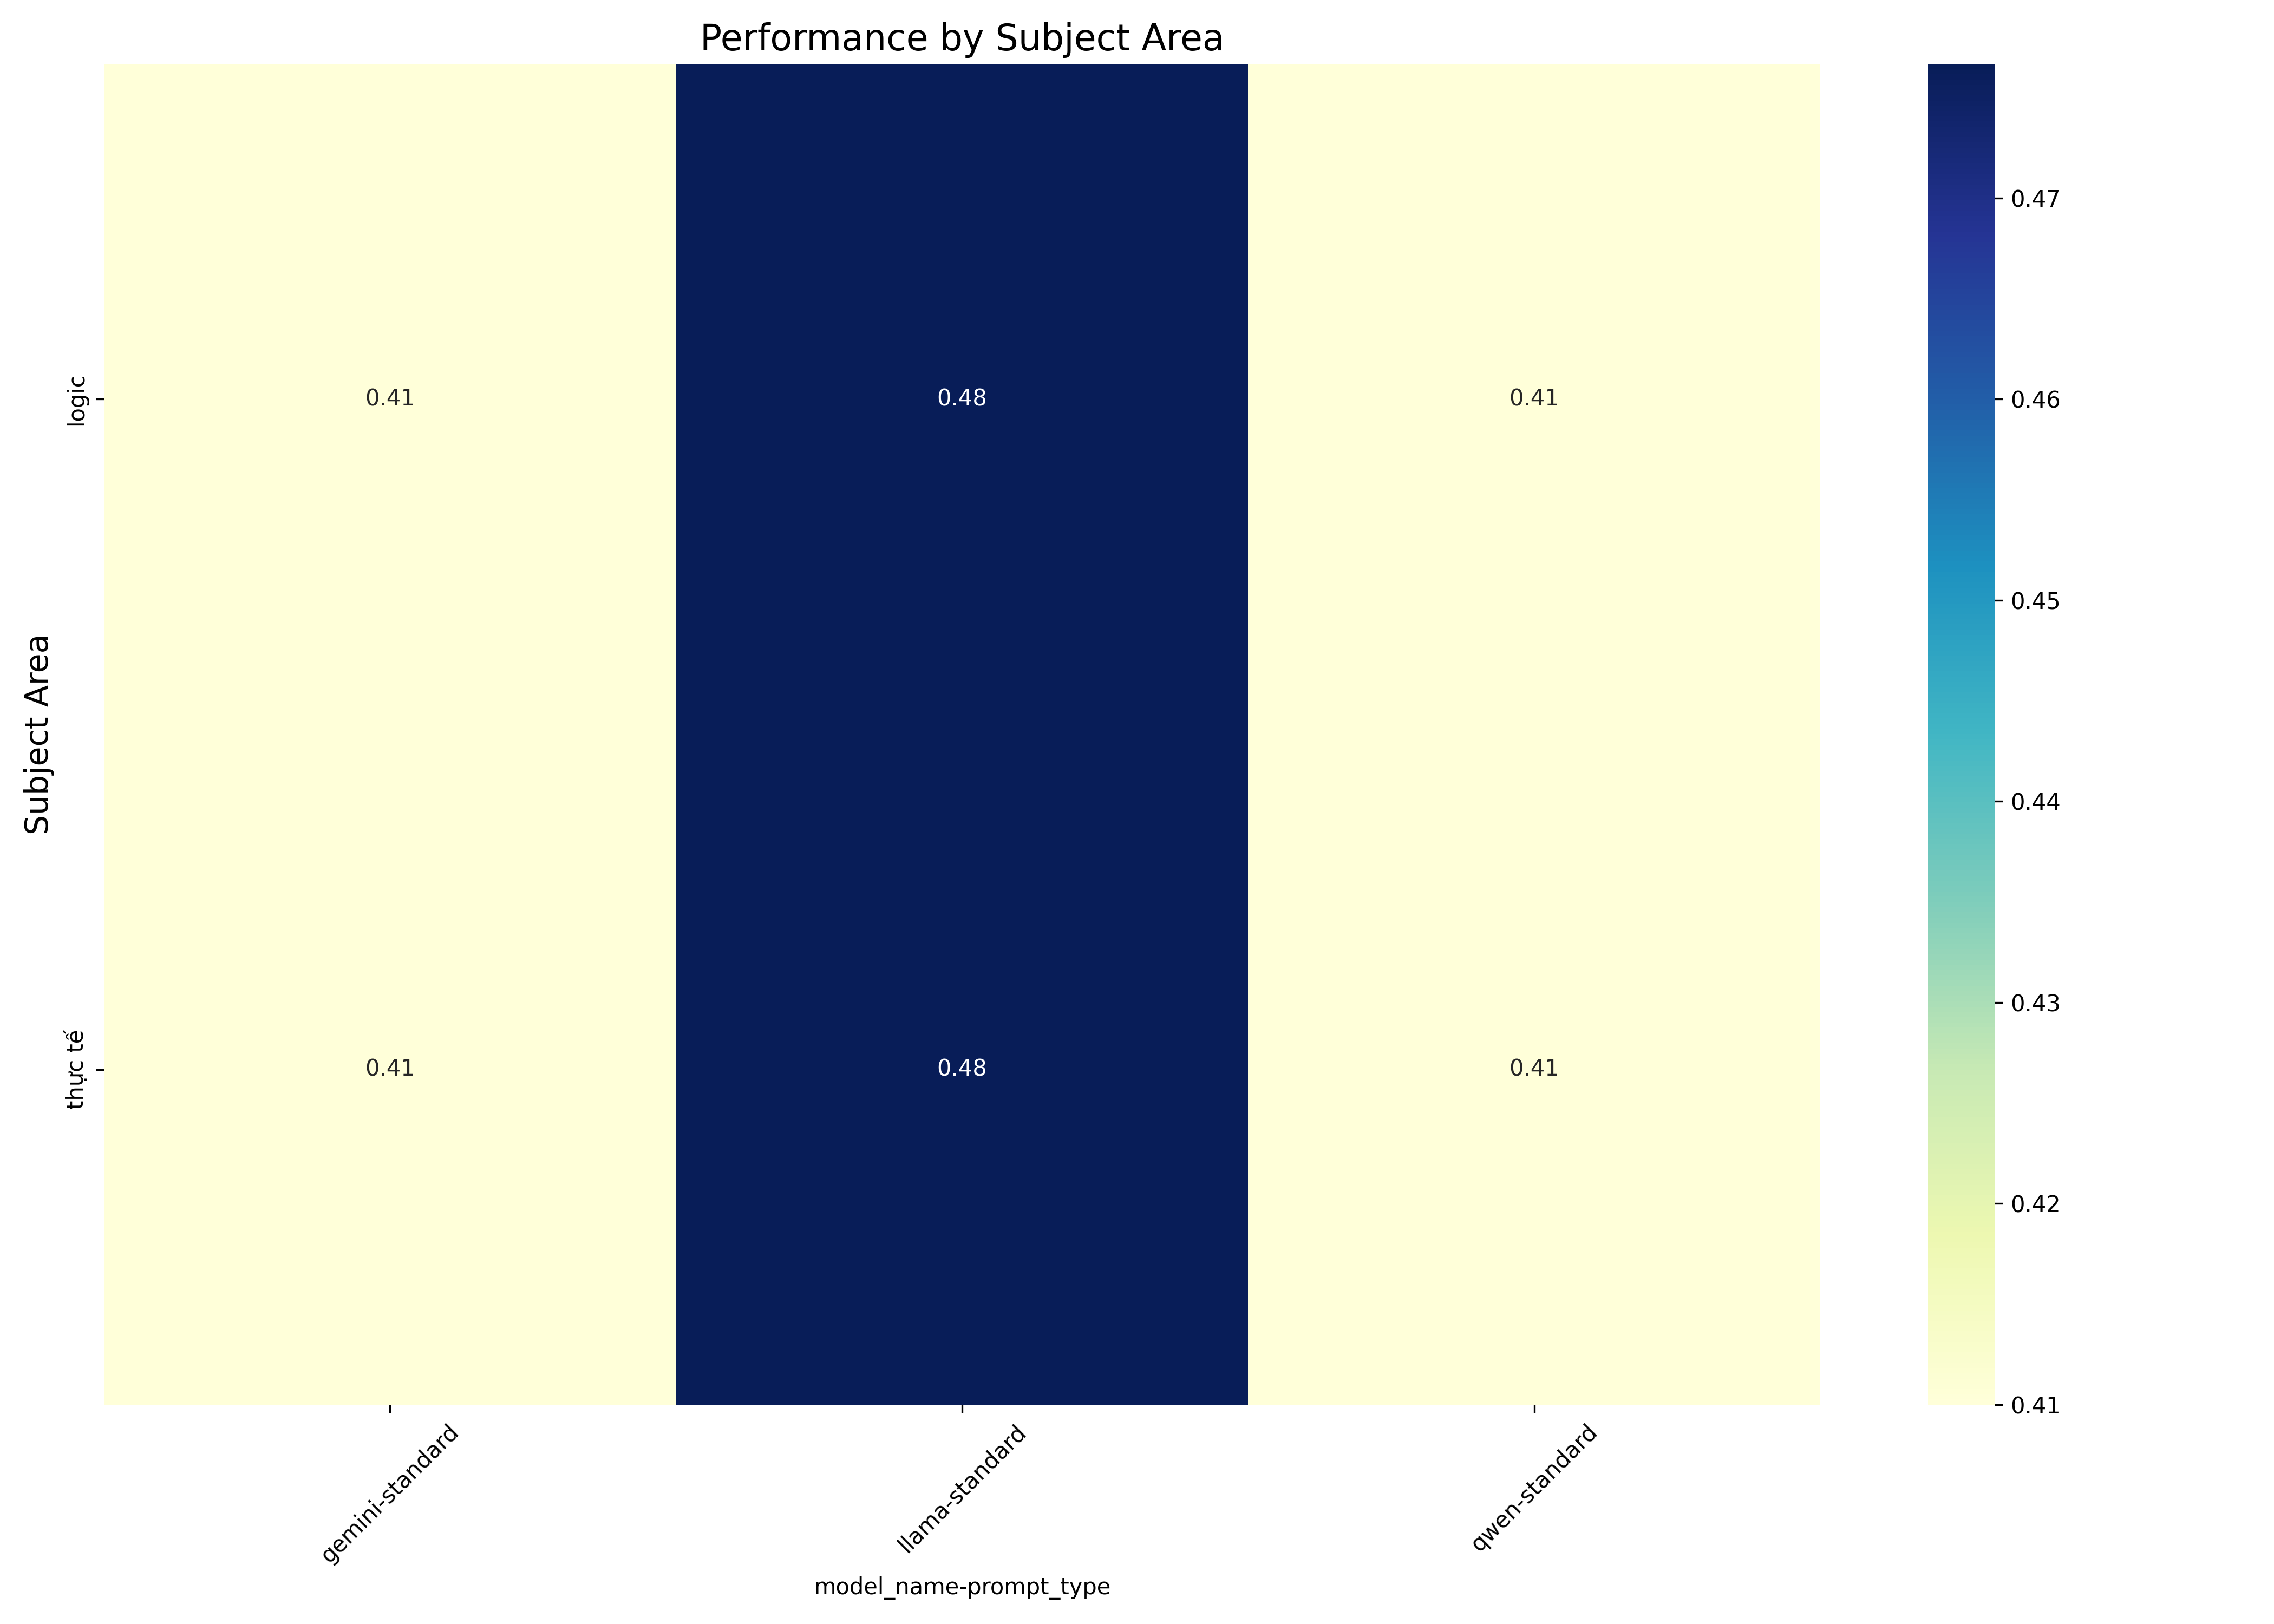 Performance by Subject Area
Subject Area
logic
0.41 0.48 0.41
thực tế
0.41 0.48 0.41
gemini-standard
llama-standard
qwen-standard
model_name-prompt_type
0.47
0.46
0.45
0.44
0.43
0.42
0.41